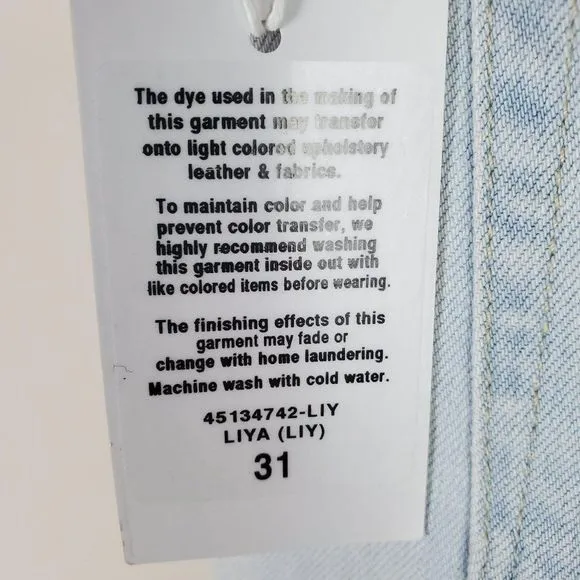 The dye used in the making of
this garment may transfer
onto light colored upholstery
leather & fabrics.
To maintain color and help
prevent color transfer, we
highly recommend washing
this garment inside out with
like colored items before wearing.
The finishing effects of this
garment may fade or
change with home laundering.
Machine wash with cold water.
45134742-LIY
LIYA (LIY)
31